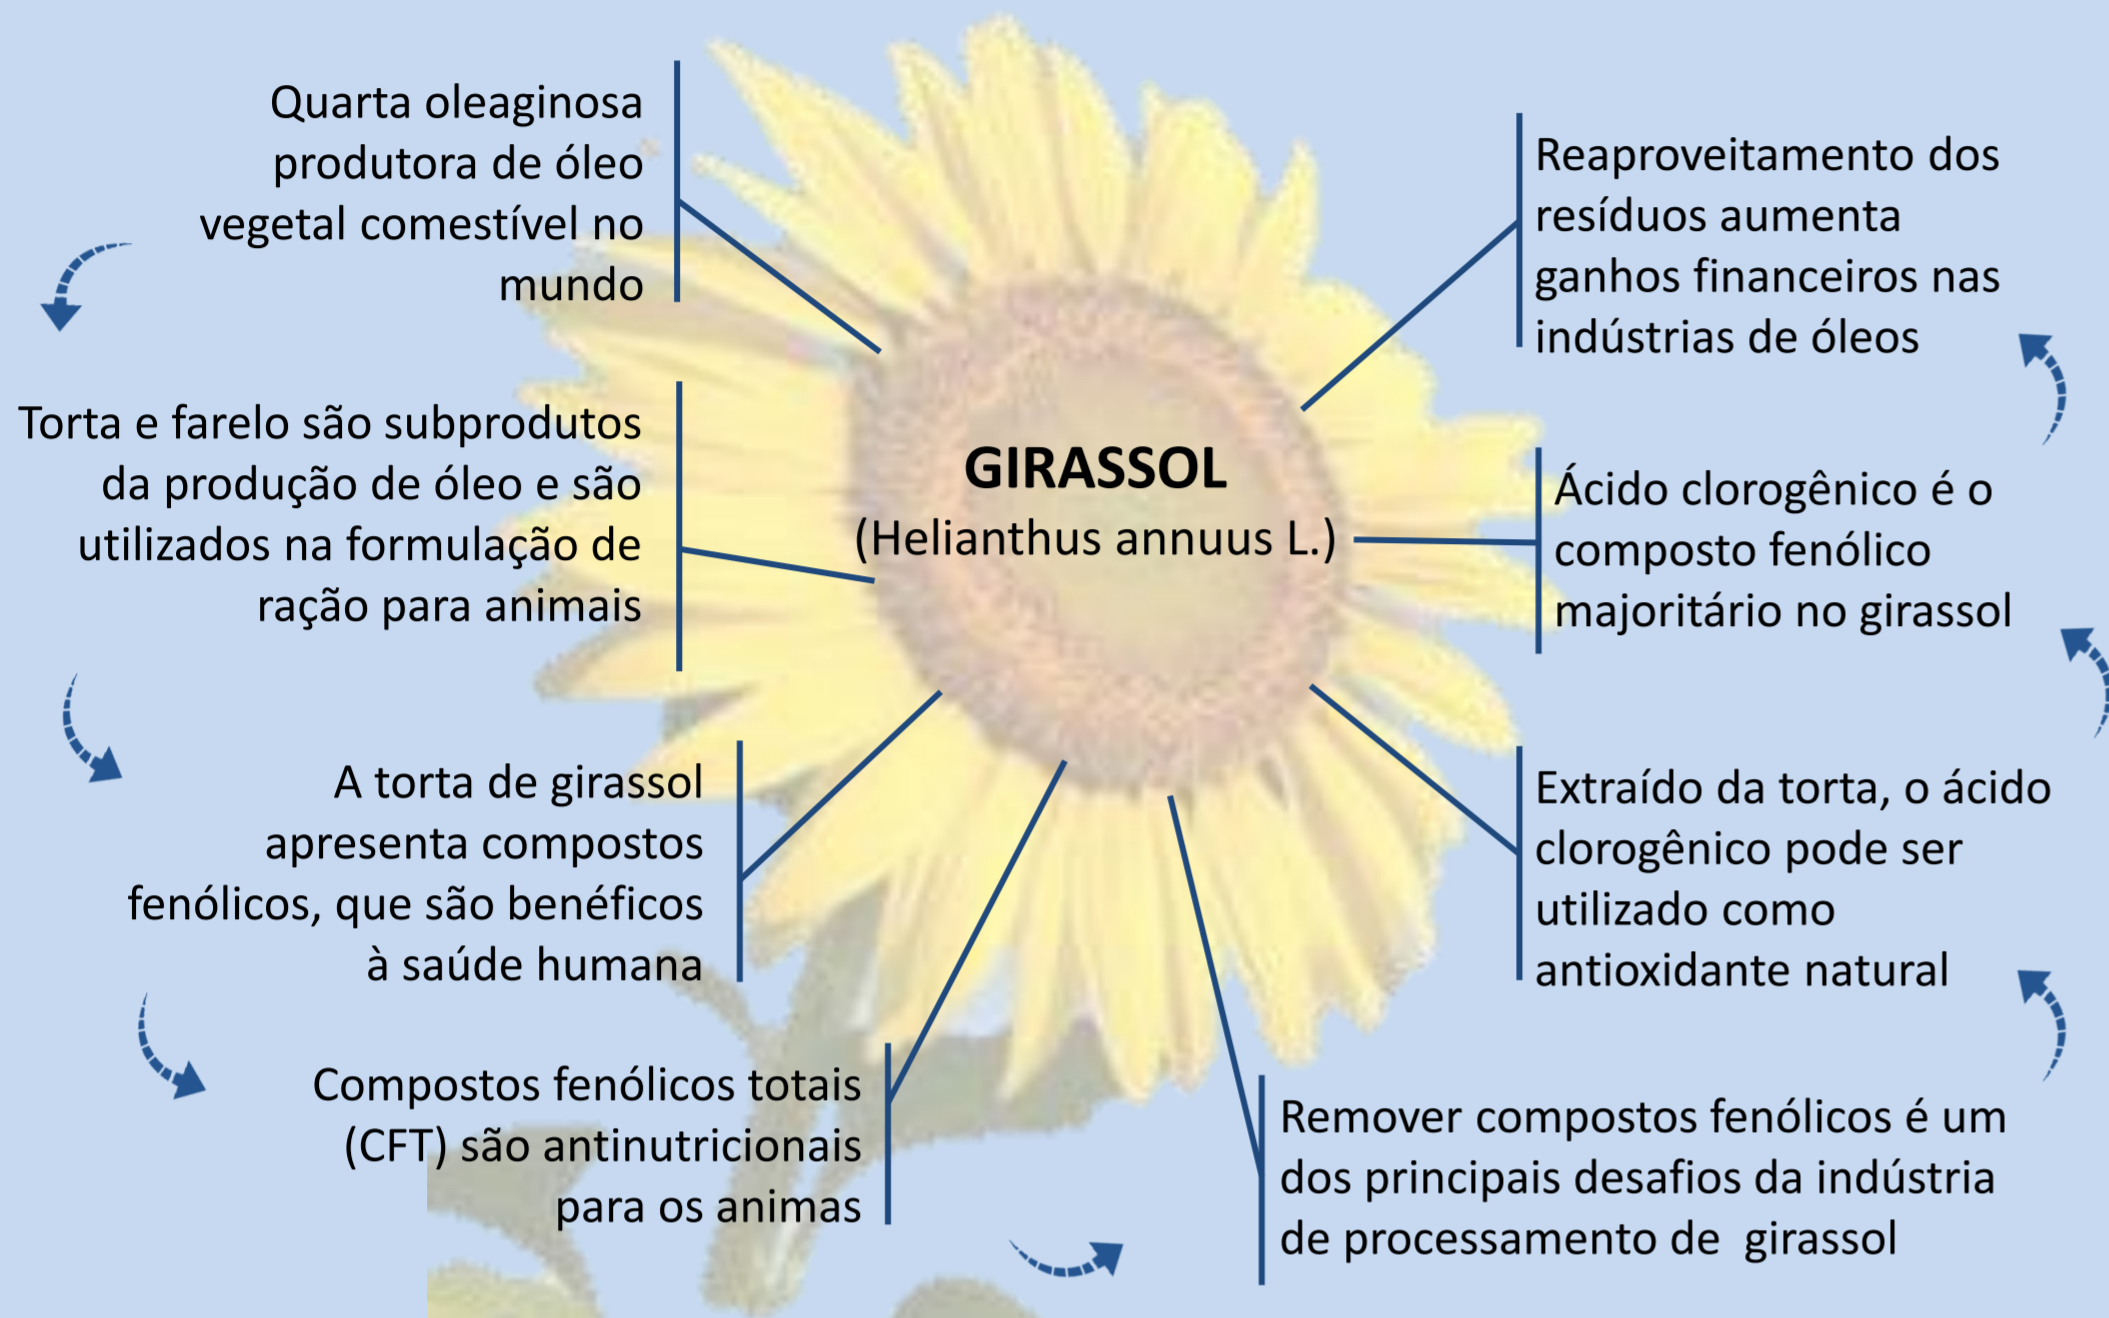 Quarta oleaginosa
produtora de óleo
vegetal comestível no
mundo
Torta e farelo são subprodutos
da produção de óleo e são
utilizados na formulação de
ração para animais
A torta de girassol
apresenta compostos
fenólicos, que são benéficos
à saúde humana
Compostos fenólicos totais
(CFT) são antinutricionais
para os animas
GIRASSOL
(Helianthus annuus L.)
Remover compostos fenólicos é um
dos principais desafios da indústria
de processamento de girassol
Extraído da torta, o ácido
clorogênico pode ser
utilizado como
antioxidante natural
Ácido clorogênico é o
composto fenólico
majoritário no girassol
Reaproveitamento dos
resíduos aumenta
ganhos financeiros nas
indústrias de óleos